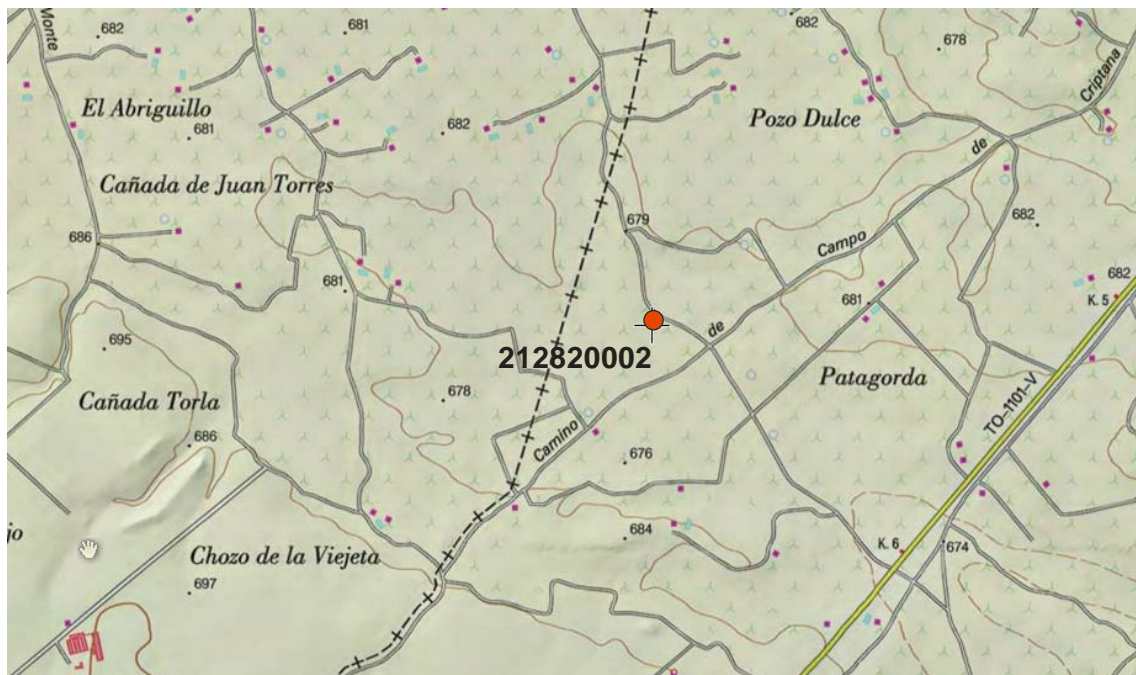 Monte
682
681
682
678
Criptana
El Abriguillo
681
682
Pozo Dulce
de
Cañada de Juan Torres
679
682
686
Campo
681
681
682
K. 5
212820002
de
695
Patagorda
678
TO-1101-V
Cañada Torla
686
Camino
676
jo
684
K. 6
674
Chozo de la Viejeta
697